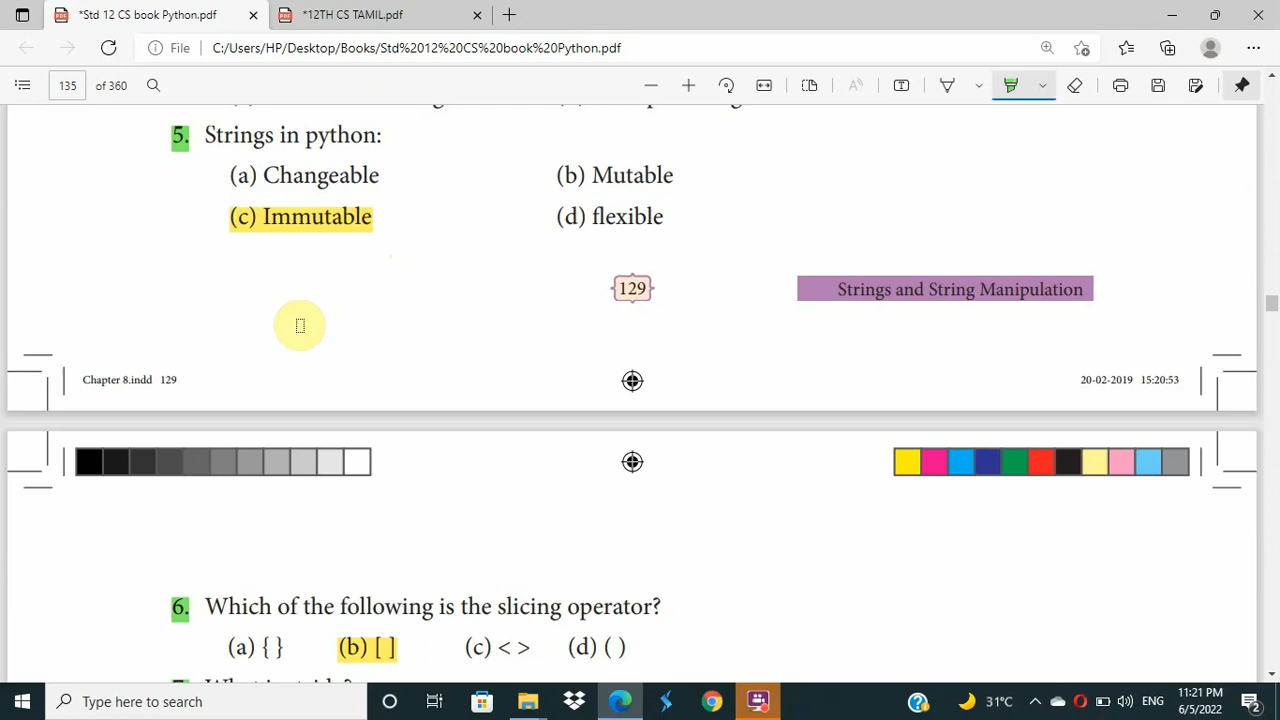 *Std 12 CS book Python.pdf
*12TH CS TAMIL.pdf
File
C:/Users/HP/Desktop/Books/Std%2012%20CS%20book%20Python.pdf
135
of 360
5. Strings in python:
(a) Changeable (b) Mutable
(c) Immutable (d) flexible
129
Strings and String Manipulation
Chapter 8.indd 129
20-02-2019 15:20:53
6. Which of the following is the slicing operator?
(a) { } (b) [ ] (c) < > (d) ( )
Type here to search
31°C
ENG
11:21 PM
6/5/2022
2